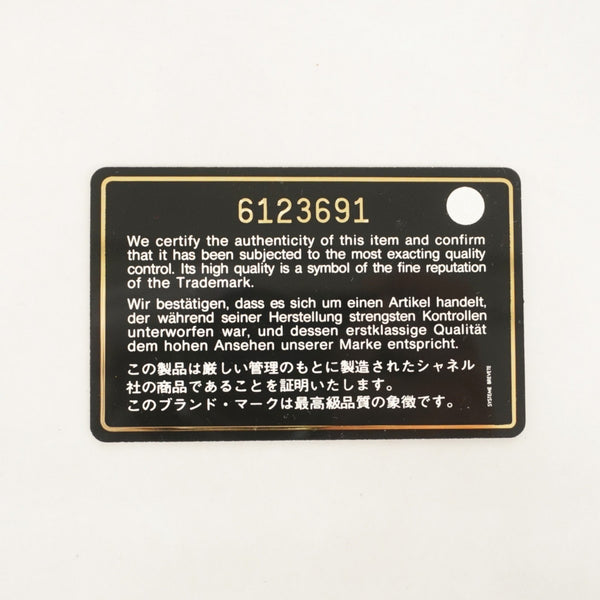 6123691
We certify the authenticity of this item and confirm
that it has been subjected to the most exacting quality
control. Its high quality is a symbol of the fine reputation
of the Trademark.
Wir bestätigen, dass es sich um einen Artikel handelt,
der während seiner Herstellung strengsten Kontrollen
unterworfen war, und dessen erstklassige Qualität
dem hohen Ansehen unserer Marke entspricht.
この製品は厳しい管理のもとに製造されたシャネル
社の商品であることを証明いたします。
このブランド・マークは最高級品質の象徴です。
SYSTEME BREVETE